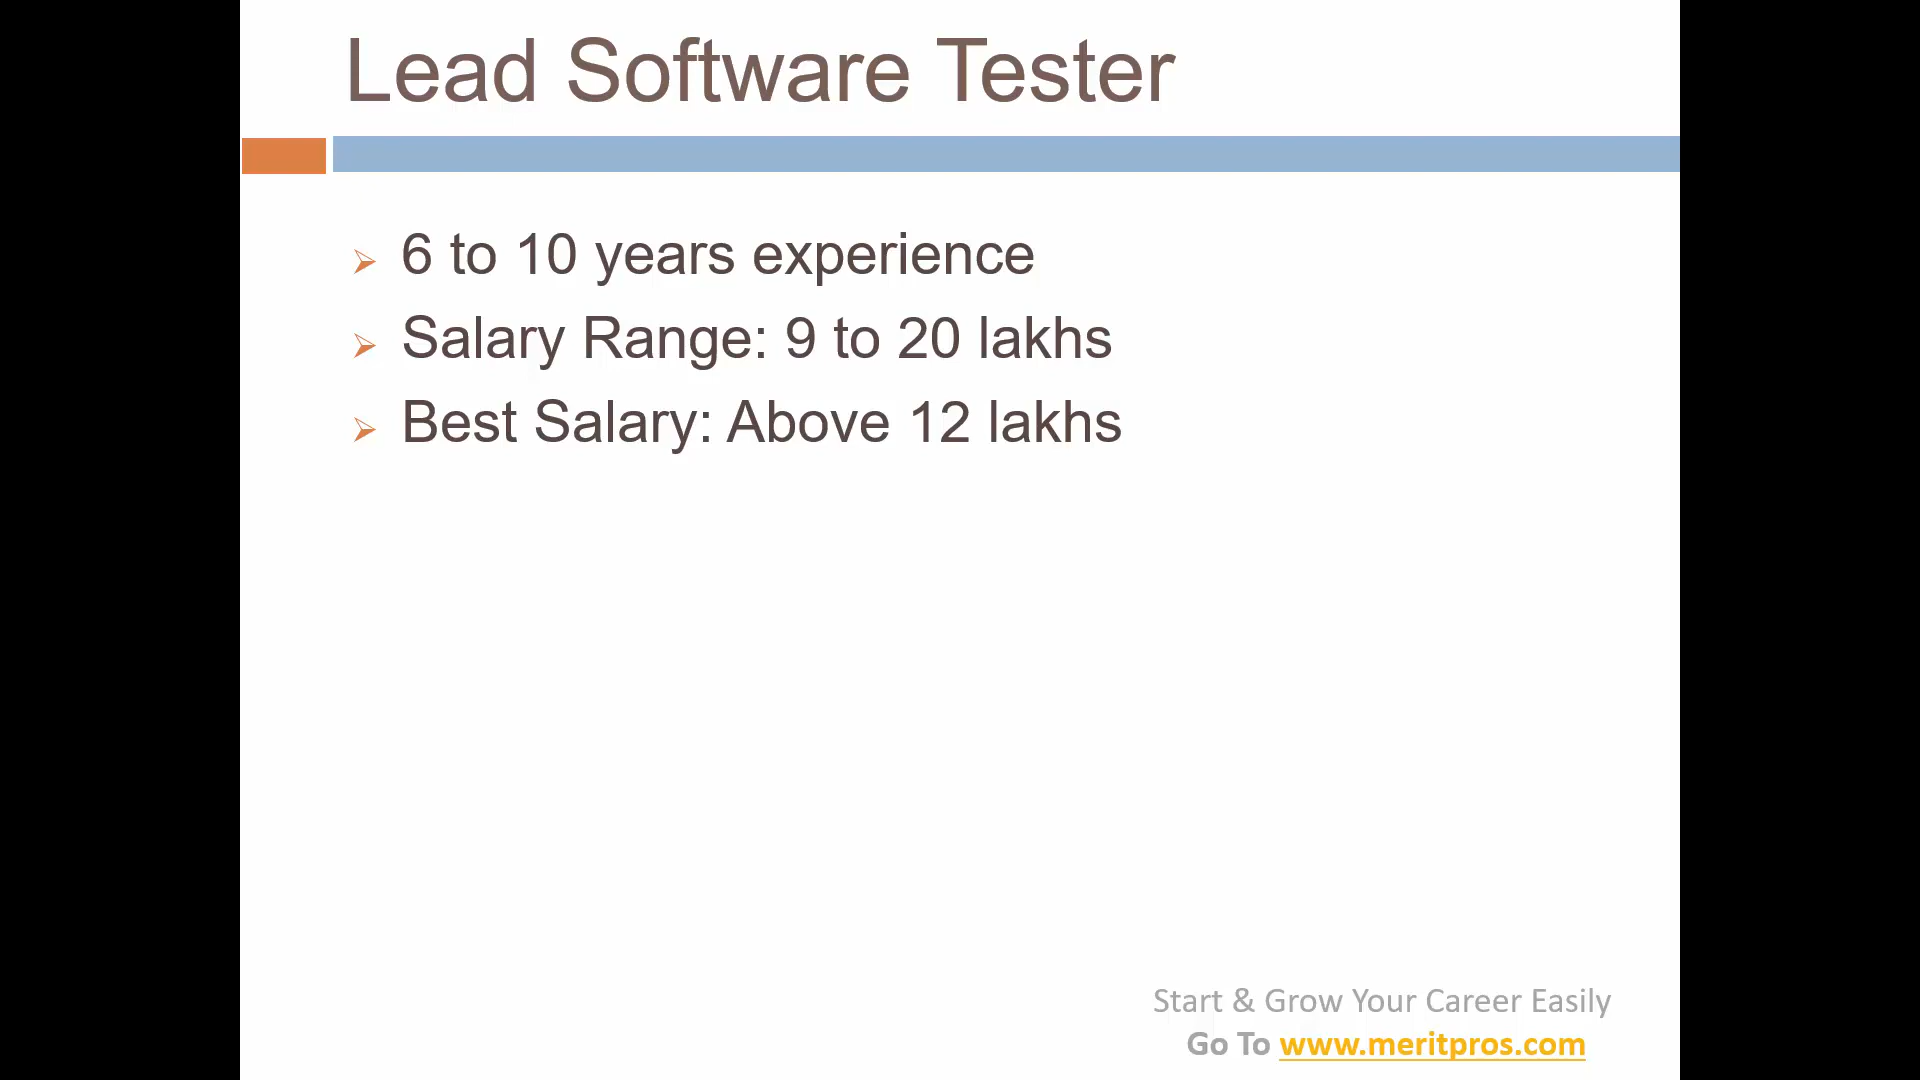 Lead Software Tester
6 to 10 years experience
Salary Range: 9 to 20 lakhs
Best Salary: Above 12 lakhs
Start & Grow Your Career Easily
Go To www.meritpros.com